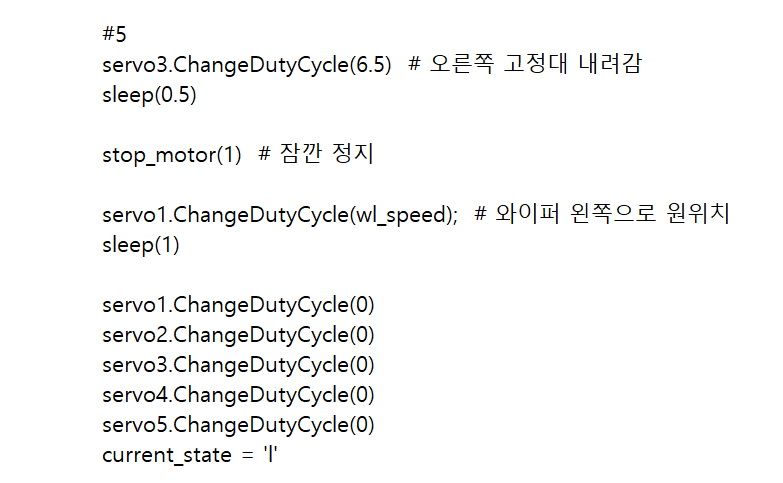 #5
servo3.ChangeDutyCycle(6.5)  # 오른쪽 고정대 내려감
sleep(0.5)
stop_motor(1)  # 잠깐 정지
servo1.ChangeDutyCycle(wl_speed);  # 와이퍼 왼쪽으로 원위치
sleep(1)
servo1.ChangeDutyCycle(0)
servo2.ChangeDutyCycle(0)
servo3.ChangeDutyCycle(0)
servo4.ChangeDutyCycle(0)
servo5.ChangeDutyCycle(0)
current_state = 'l'